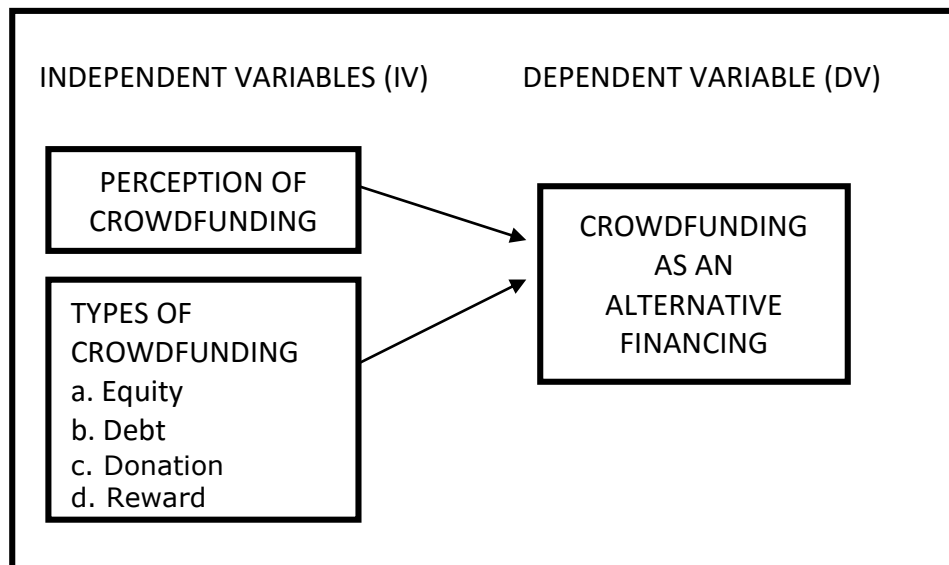 INDEPENDENT VARIABLES (IV)
DEPENDENT VARIABLE (DV)
PERCEPTION OF
CROWDFUNDING
TYPES OF
CROWDFUNDING
a. Equity
b. Debt
c. Donation
d. Reward
CROWDFUNDING
AS AN
ALTERNATIVE
FINANCING